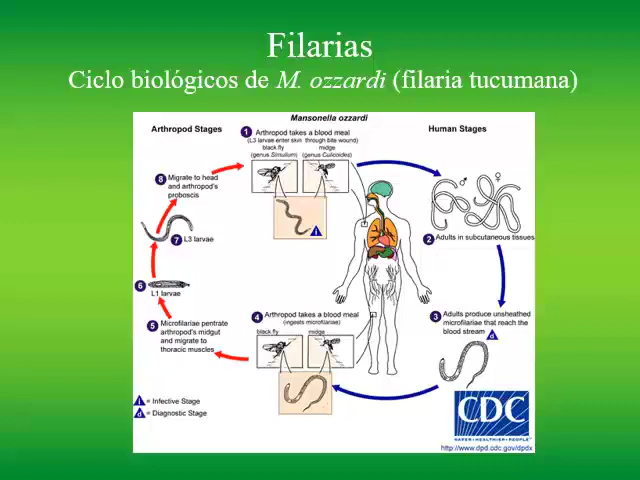 Filarias
Ciclo biológicos de M. ozzardi (filaria tucumana)
Mansonella ozzardi
Arthropod Stages
Human Stages
1 Arthropod takes a blood meal
(L3 larvae enter skin through bite wound)
black fly midge
(genus Simulium) (genus Culicoides)
i
♂ ♀
2 Adults in subcutaneous tissues
3 Adults produce unsheathed
microfilariae that reach the
blood stream
d
4 Arthropod takes a blood meal
(ingests microfilariae)
black fly midge
5 Microfilariae pentrate
arthropod's midgut and
and migrate to
thoracic muscles
6
L1 larvae
7 L3 larvae
8 Migrate to head
and arthropod's
proboscis
i = Infective Stage
d = Diagnostic Stage
CDC
SAFER • HEALTHIER • PEOPLE™
http://www.dpd.cdc.gov/dpdx